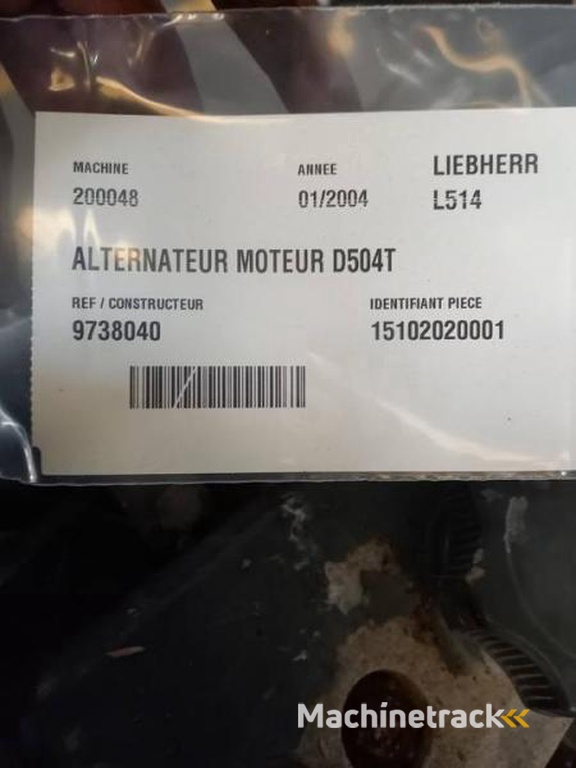 MACHINE ANNEE LIEBHERR
200048 01/2004 L514
ALTERNATEUR MOTEUR D504T
REF / CONSTRUCTEUR IDENTIFIANT PIECE
9738040 15102020001
Machinetrack